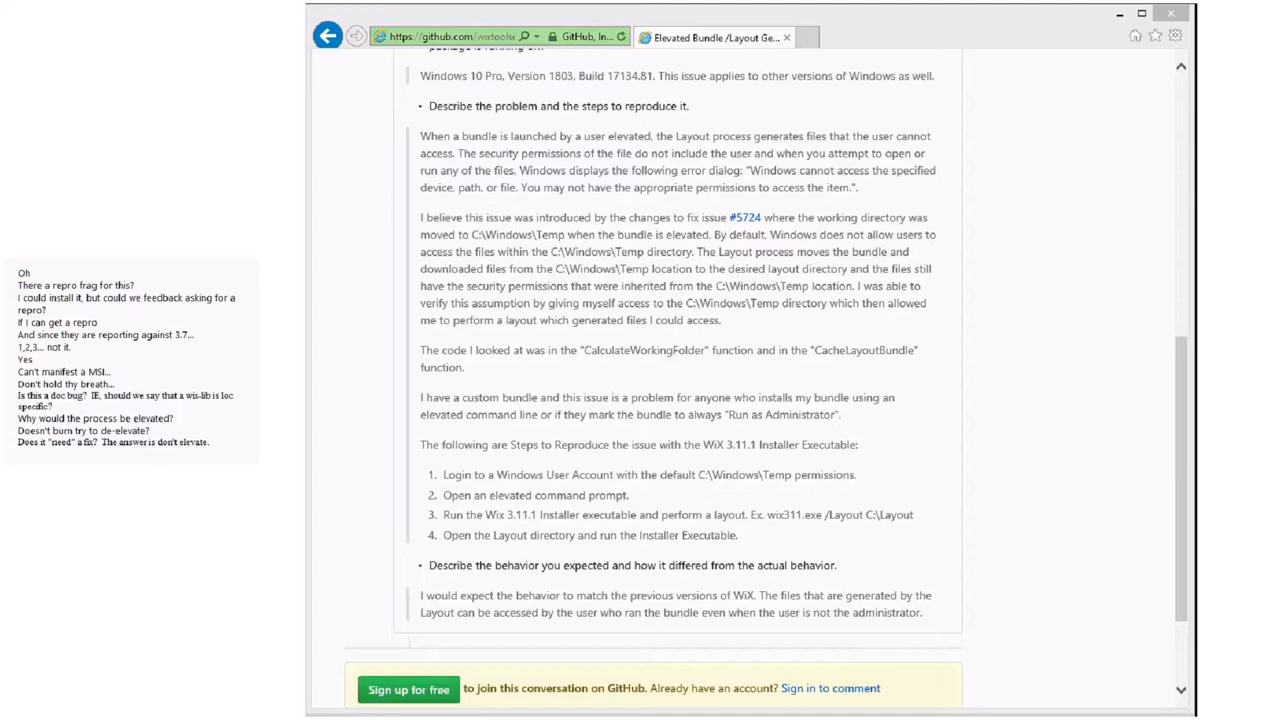 Oh
There a repro frag for this?
I could install it, but could we feedback asking for a
repro?
If I can get a repro
And since they are reporting against 3.7...
1,2,3... not it.
Yes
Can't manifest a MSI...
Don't hold thy breath...
Is this a doc bug?  IE, should we say that a wix-lib is loc
specific?
Why would the process be elevated?
Doesn't burn try to de-elevate?
Does it "need" a fix?  The answer is don't elevate.
https://github.com/wixtoolse
GitHub, In...
Elevated Bundle /Layout Ge...
Windows 10 Pro, Version 1803, Build 17134.81. This issue applies to other versions of Windows as well.
• Describe the problem and the steps to reproduce it.
When a bundle is launched by a user elevated, the Layout process generates files that the user cannot
access. The security permissions of the file do not include the user and when you attempt to open or
run any of the files, Windows displays the following error dialog: "Windows cannot access the specified
device, path, or file. You may not have the appropriate permissions to access the item.".
I believe this issue was introduced by the changes to fix issue #5724 where the working directory was
moved to C:\Windows\Temp when the bundle is elevated. By default, Windows does not allow users to
access the files within the C:\Windows\Temp directory. The Layout process moves the bundle and
downloaded files from the C:\Windows\Temp location to the desired layout directory and the files still
have the security permissions that were inherited from the C:\Windows\Temp location. I was able to
verify this assumption by giving myself access to the C:\Windows\Temp directory which then allowed
me to perform a layout which generated files I could access.
The code I looked at was in the "CalculateWorkingFolder" function and in the "CacheLayoutBundle"
function.
I have a custom bundle and this issue is a problem for anyone who installs my bundle using an
elevated command line or if they mark the bundle to always "Run as Administrator".
The following are Steps to Reproduce the issue with the WiX 3.11.1 Installer Executable:
1. Login to a Windows User Account with the default C:\Windows\Temp permissions.
2. Open an elevated command prompt.
3. Run the Wix 3.11.1 Installer executable and perform a layout. Ex. wix311.exe /Layout C:\Layout
4. Open the Layout directory and run the Installer Executable.
• Describe the behavior you expected and how it differed from the actual behavior.
I would expect the behavior to match the previous versions of WiX. The files that are generated by the
Layout can be accessed by the user who ran the bundle even when the user is not the administrator.
Sign up for free to join this conversation on GitHub. Already have an account? Sign in to comment